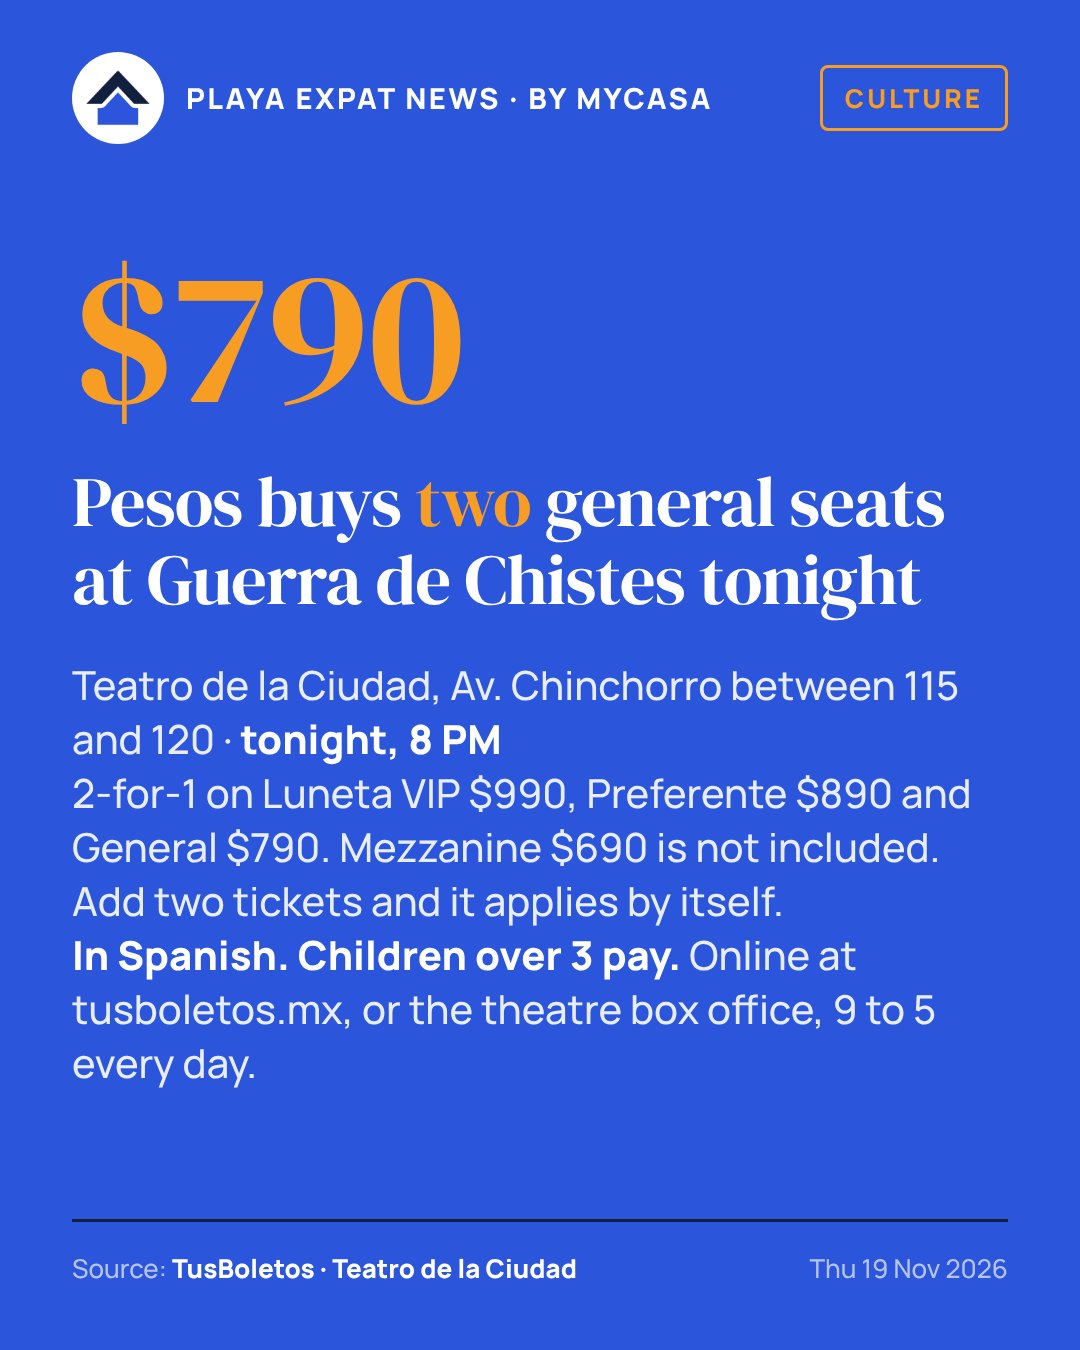 PLAYA EXPAT NEWS · BY MYCASA
CULTURE
$790
Pesos buys two general seats
at Guerra de Chistes tonight
Teatro de la Ciudad, Av. Chinchorro between 115
and 120 · tonight, 8 PM
2-for-1 on Luneta VIP $990, Preferente $890 and
General $790. Mezzanine $690 is not included.
Add two tickets and it applies by itself.
In Spanish. Children over 3 pay. Online at
tusboletos.mx, or the theatre box office, 9 to 5
every day.
Source: TusBoletos · Teatro de la Ciudad
Thu 19 Nov 2026